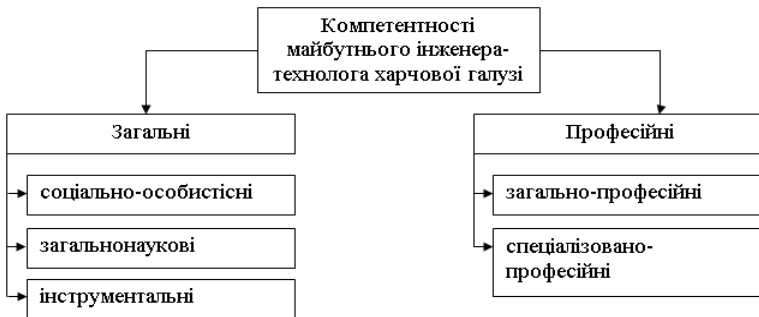 Компетентності
майбутнього інженера-
технолога харчової галузі
Загальні
соціально-особистісні
загальнонаукові
інструментальні
Професійні
загально-професійні
спеціалізовано-
професійні